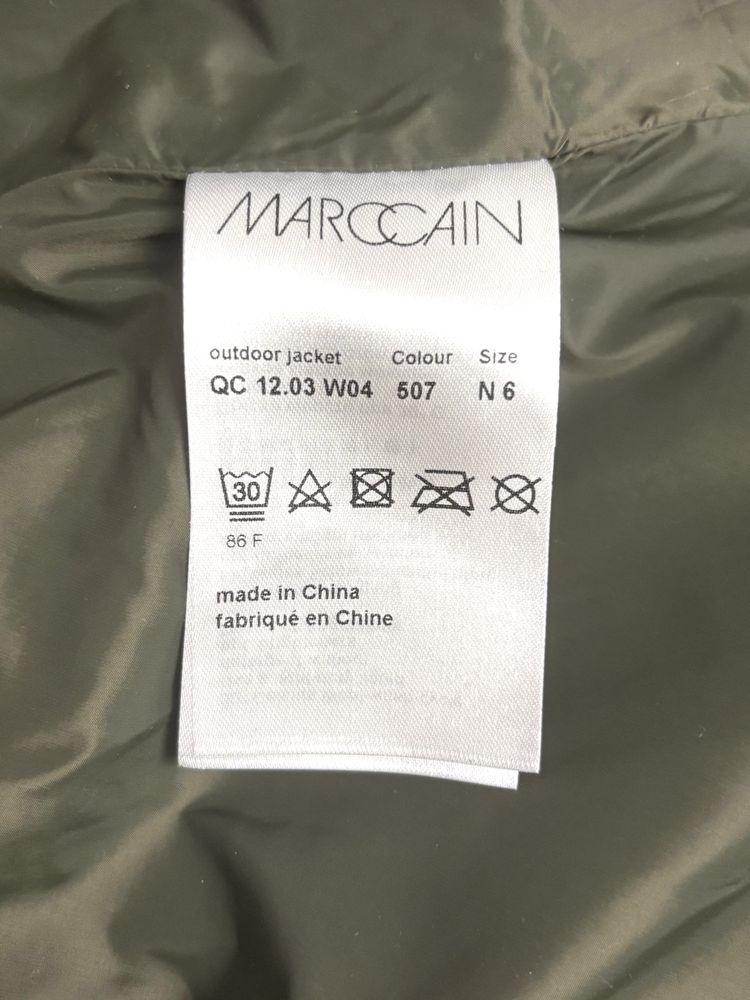 MARCCAIN
outdoor jacket Colour Size
QC 12.03 W04 507 N 6
30
86 F
made in China
fabriqué en Chine